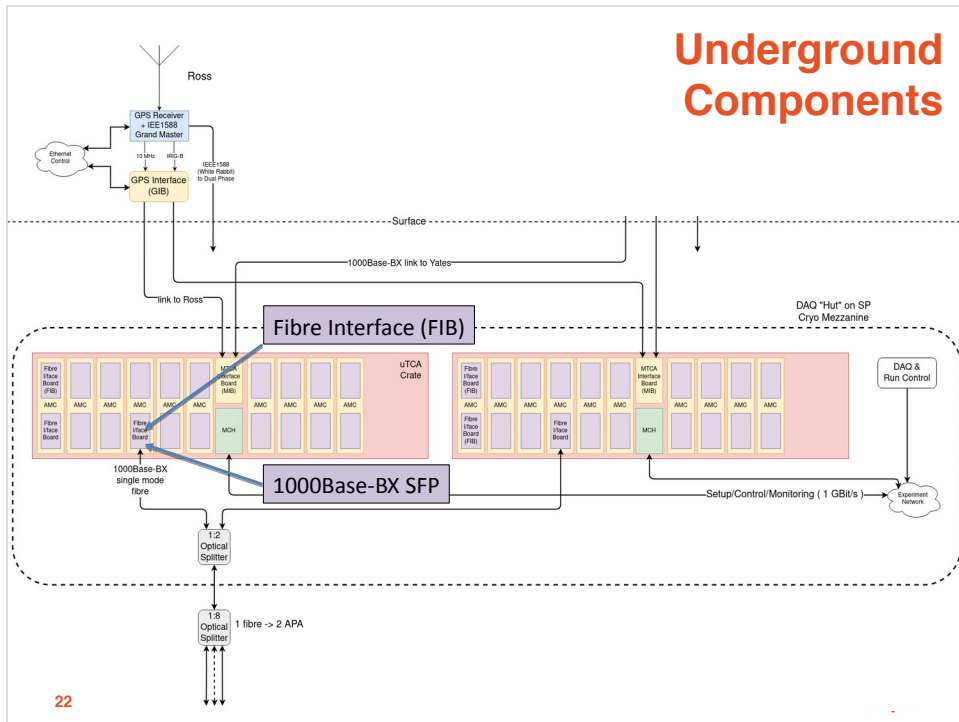 Underground
Components
Ross
GPS Receiver
+ IEE1588
Grand Master
Ethernet
Control
10 MHz
IRIG-B
IEEE1588
(White Rabbit)
to Dual Phase
GPS Interface
(GIB)
Surface
1000Base-BX link to Yates
link to Ross
DAQ "Hut" on SP
Cryo Mezzanine
Fibre Interface (FIB)
Fibre
I/face
Board
(FIB)
MTCA
Interface
Board
(MIB)
uTCA
Crate
AMC
AMC
AMC
AMC
AMC
AMC
AMC
AMC
AMC
AMC
Fibre
I/face
Board
Fibre
I/face
Board
MCH
Fibre
I/face
Board
(FIB)
MTCA
Interface
Board
(MIB)
AMC
AMC
AMC
AMC
AMC
AMC
AMC
AMC
AMC
AMC
Fibre
I/face
Board
(FIB)
Fibre
I/face
Board
MCH
DAQ &
Run Control
1000Base-BX
single mode
fibre
1000Base-BX SFP
Setup/Control/Monitoring ( 1 GBit/s )
Experiment
Network
1:2
Optical
Splitter
1:8
Optical
Splitter
1 fibre -> 2 APA
22